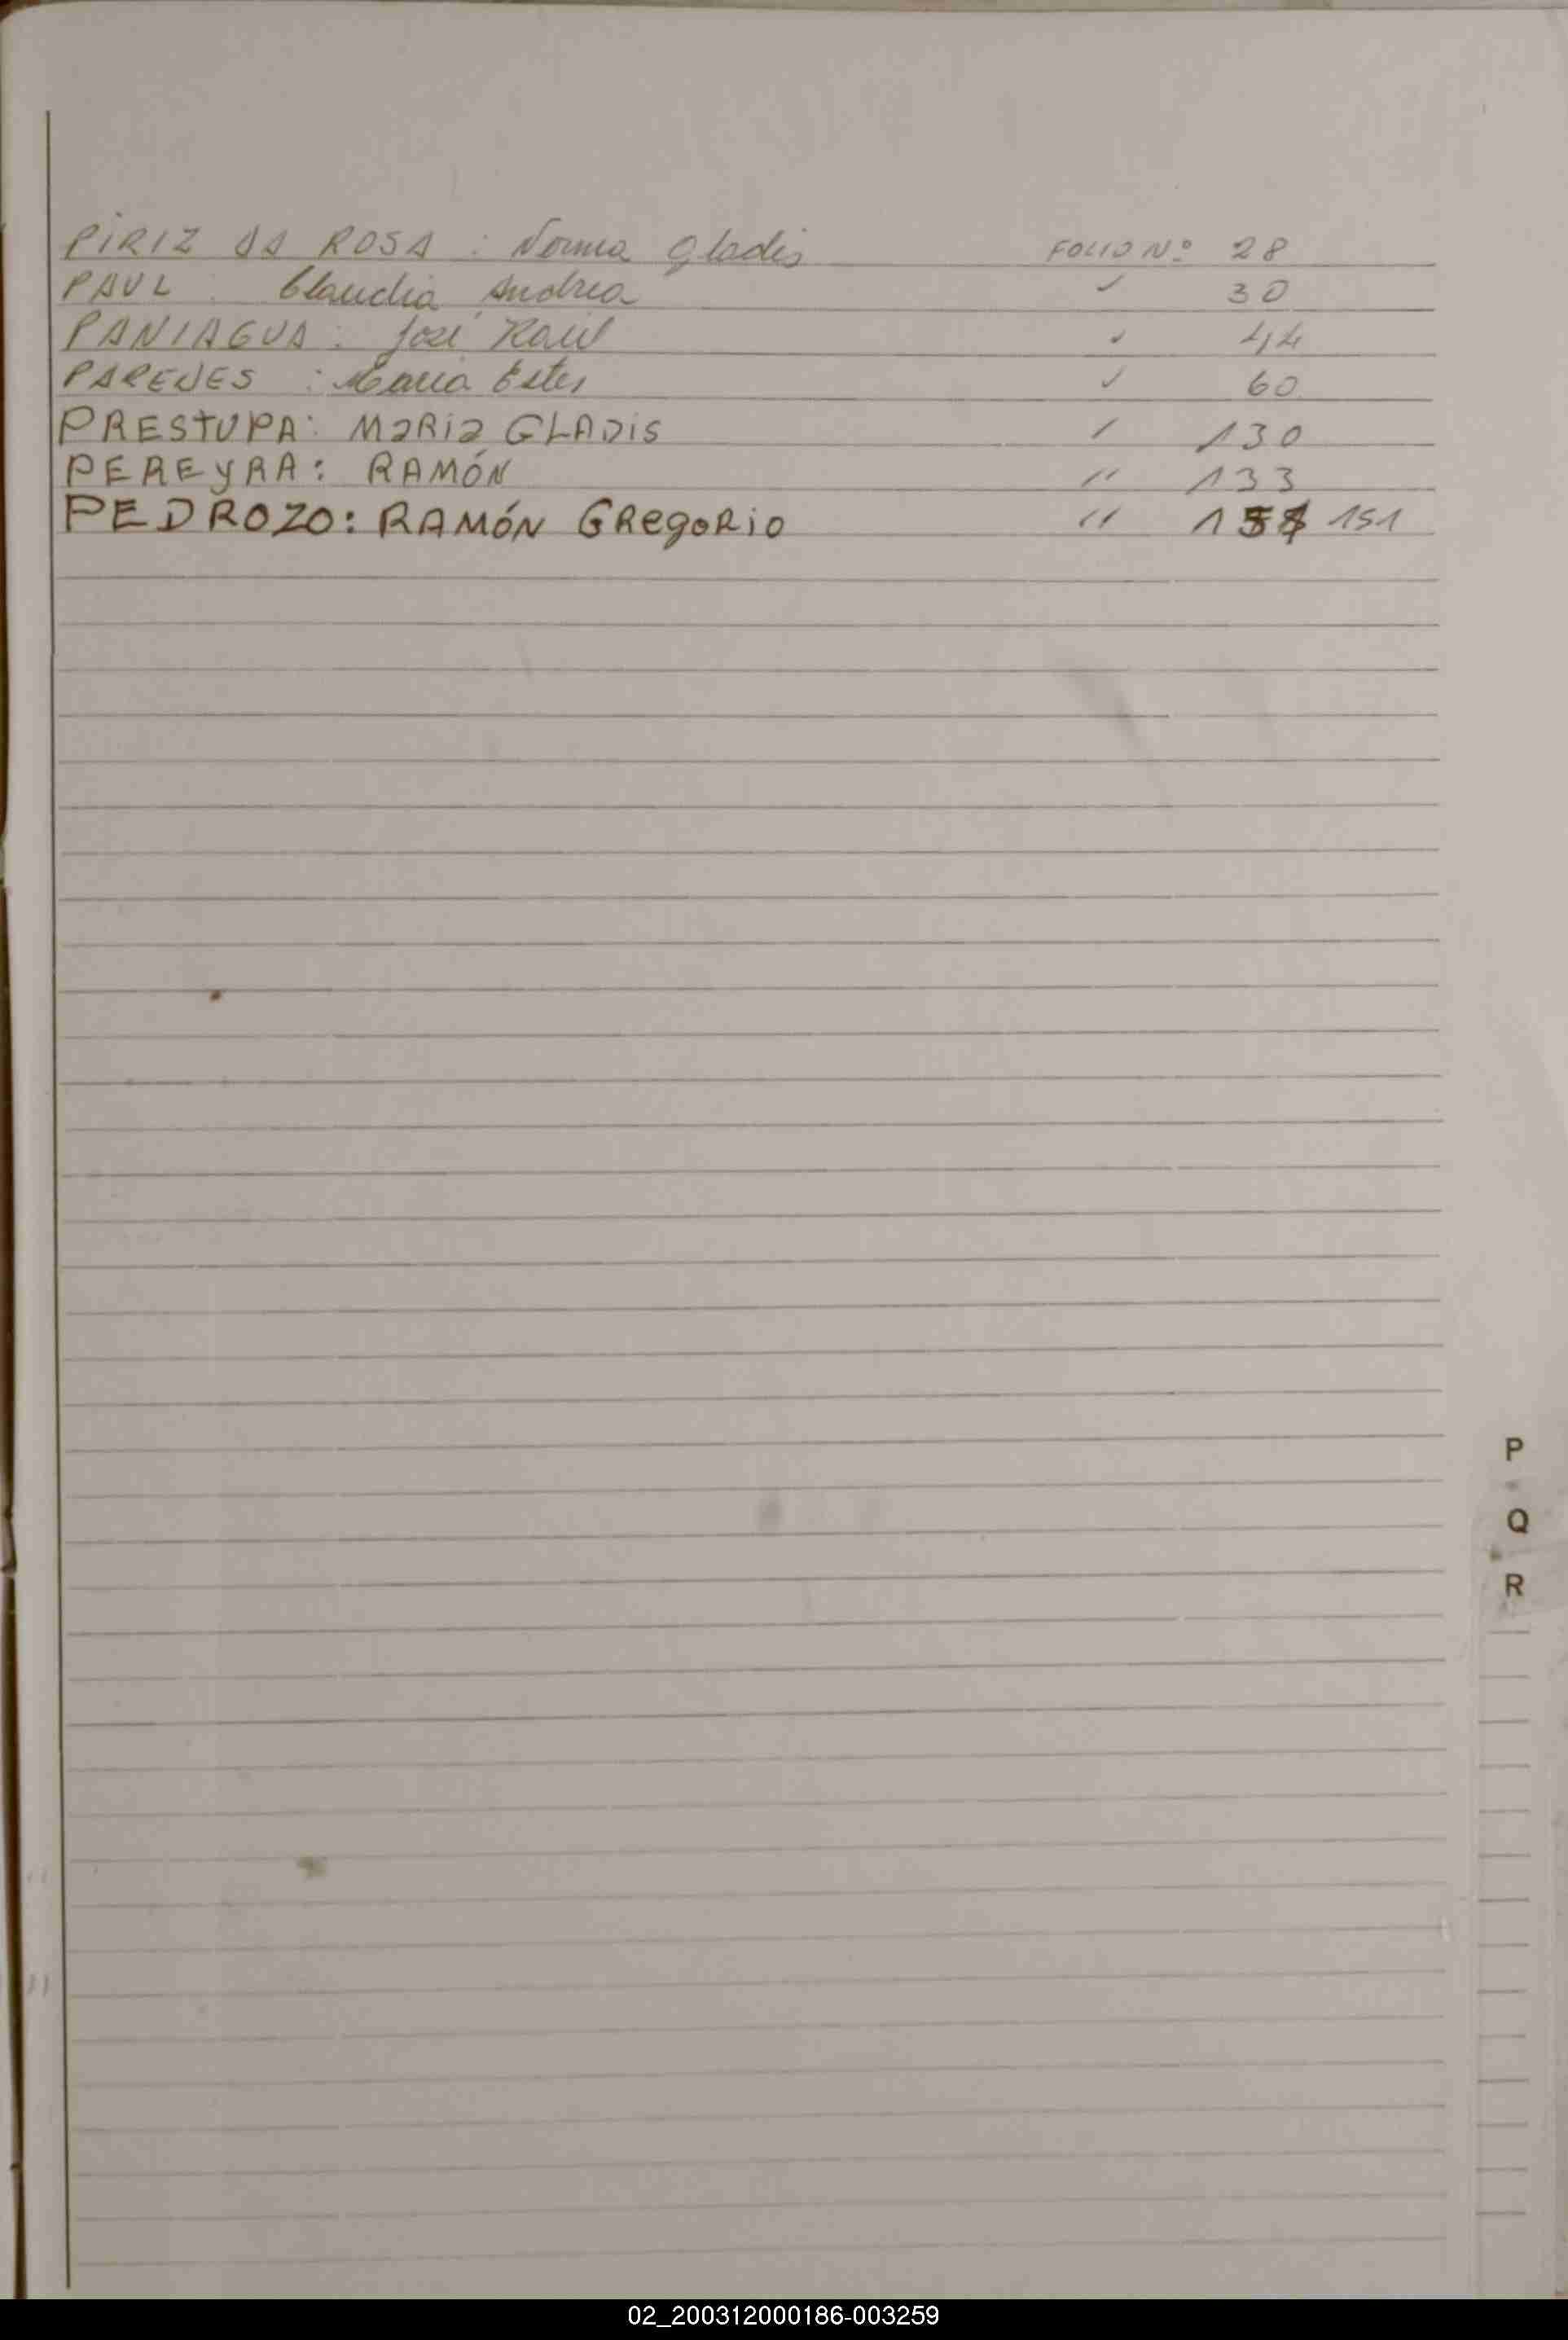 PIRIZ DA ROSA : Norma Gladis FOLIO Nº 28
PAUL : Claudia Andrea ✓ 30
PANIAGUA : José Raúl ✓ 44
PAREDES : María Ester ✓ 60
PRESTUPA: MaRia GLADiS / 130
PEREYRA: RAMÓN " 133
PEDROZO: RAMÓN GRegoRio " 151
P
Q
R
02_200312000186-003259